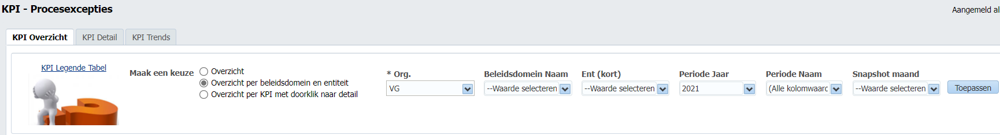 KPI - Procesexcepties
Aangemeld al
KPI Overzicht
KPI Detail
KPI Trends
KPI Legende Tabel
Maak een keuze
Overzicht
Overzicht per beleidsdomein en entiteit
Overzicht per KPI met doorklik naar detail
* Org.
VG
Beleidsdomein Naam
--Waarde selecteren
Ent (kort)
--Waarde selecteren
Periode Jaar
2021
Periode Naam
(Alle kolomwaarc
Snapshot maand
--Waarde selecteren
Toepassen